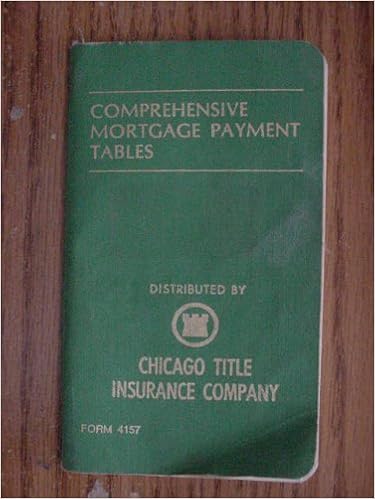 COMPREHENSIVE
MORTGAGE PAYMENT
TABLES
DISTRIBUTED BY
CHICAGO TITLE
INSURANCE COMPANY
FORM 4157